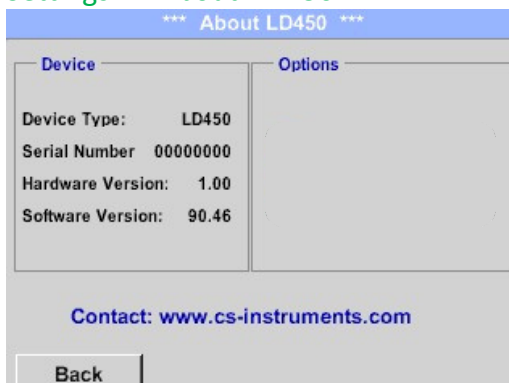 *** About LD450 ***
Device
Options
Device Type: LD450
Serial Number 00000000
Hardware Version: 1.00
Software Version: 90.46
Contact: www.cs-instruments.com
Back